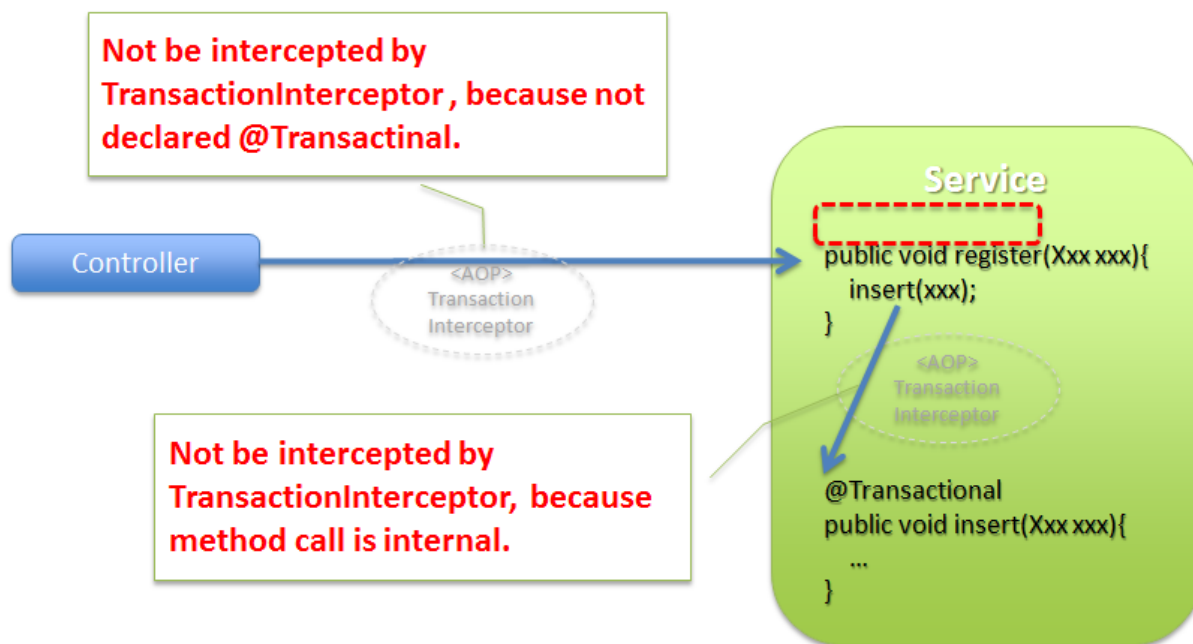 Not be intercepted by
TransactionInterceptor , because not
declared @Transactinal.
Service
Controller
<AOP>
Transaction
Interceptor
public void register(Xxx xxx){
insert(xxx);
}
<AOP>
Transaction
Interceptor
Not be intercepted by
TransactionInterceptor, because
method call is internal.
@Transactional
public void insert(Xxx xxx){
...
}